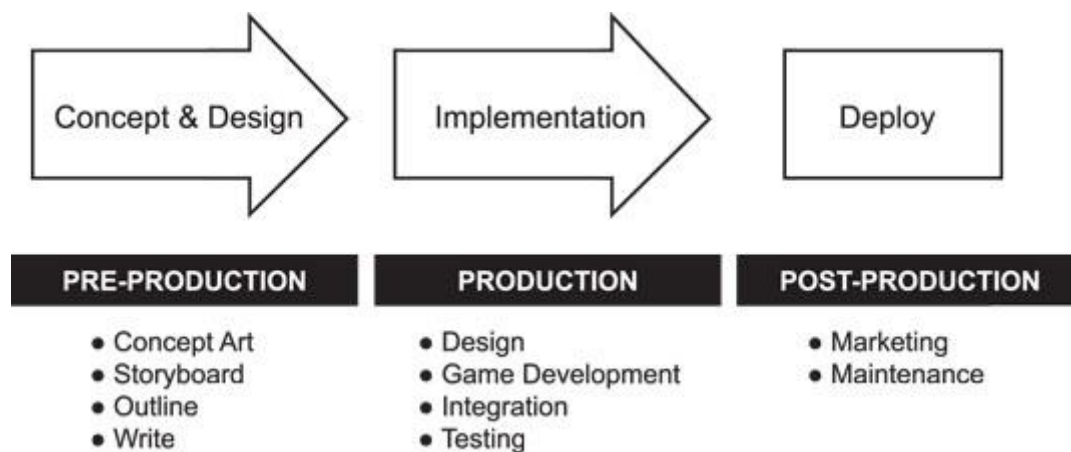 Concept & Design
Implementation
Deploy
PRE-PRODUCTION
PRODUCTION
POST-PRODUCTION
● Concept Art
● Storyboard
● Outline
● Write
● Design
● Game Development
● Integration
● Testing
● Marketing
● Maintenance